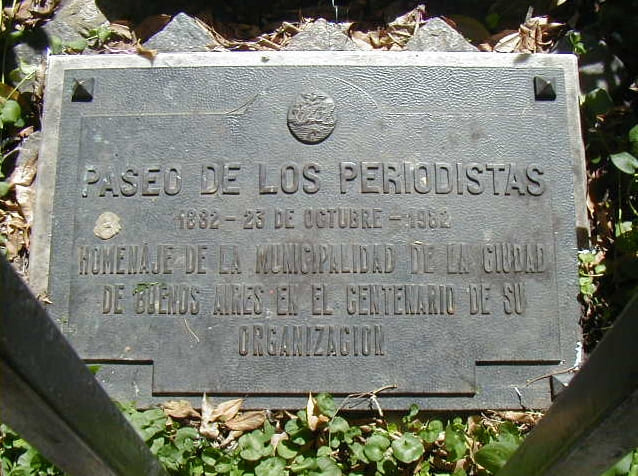 PASEO DE LOS PERIODISTAS
1882 - 23 DE OCTUBRE - 1982
HOMENAJE DE LA MUNICIPALIDAD DE LA CIUDAD
DE BUENOS AIRES EN EL CENTENARIO DE SU
ORGANIZACION